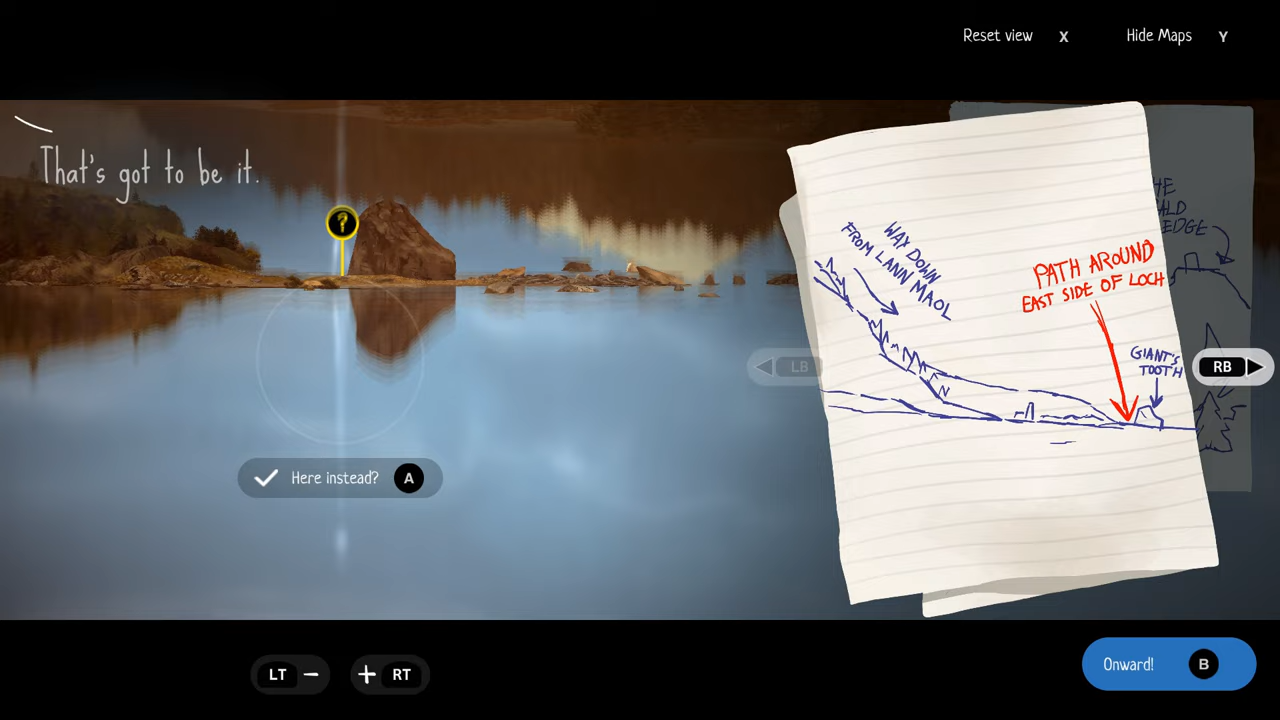 Reset view X Hide Maps Y
That's got to be it.
?
WAY DOWN
FROM LANN MAOL
PATH AROUND
EAST SIDE OF LOCH
GIANT'S
TOOTH
LB
RB
Here instead? A
LT − + RT
Onward! B